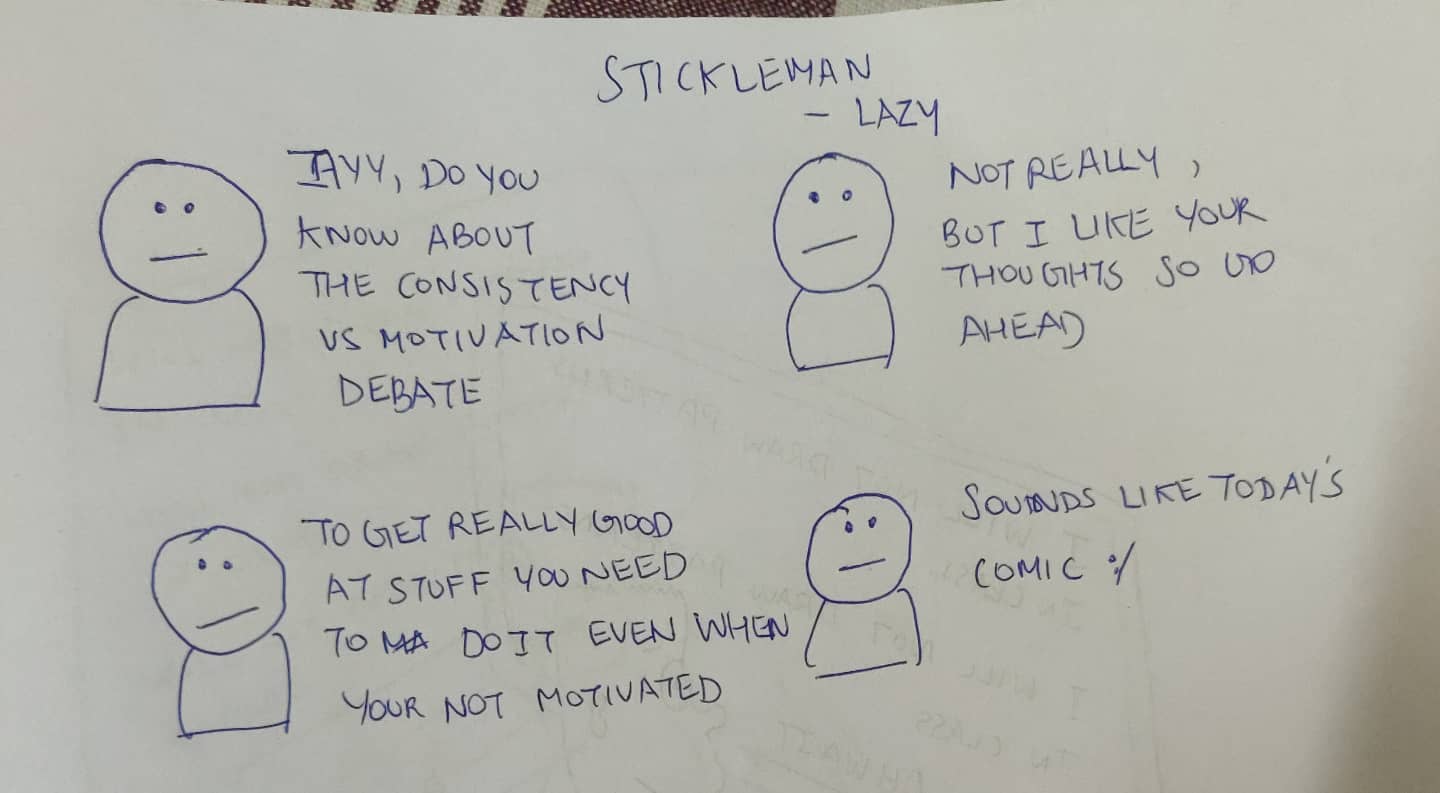 STICKLEMAN
- LAZY
IAYY, DO YOU
KNOW ABOUT
THE CONSISTENCY
VS MOTIVATION
DEBATE
NOT REALLY,
BUT I LIKE YOUR
THOUGHTS SO GO
AHEAD
TO GET REALLY GOOD
AT STUFF YOU NEED
TO MA DO IT EVEN WHEN
YOUR NOT MOTIVATED
SOUNDS LIKE TODAY'S
COMIC :/